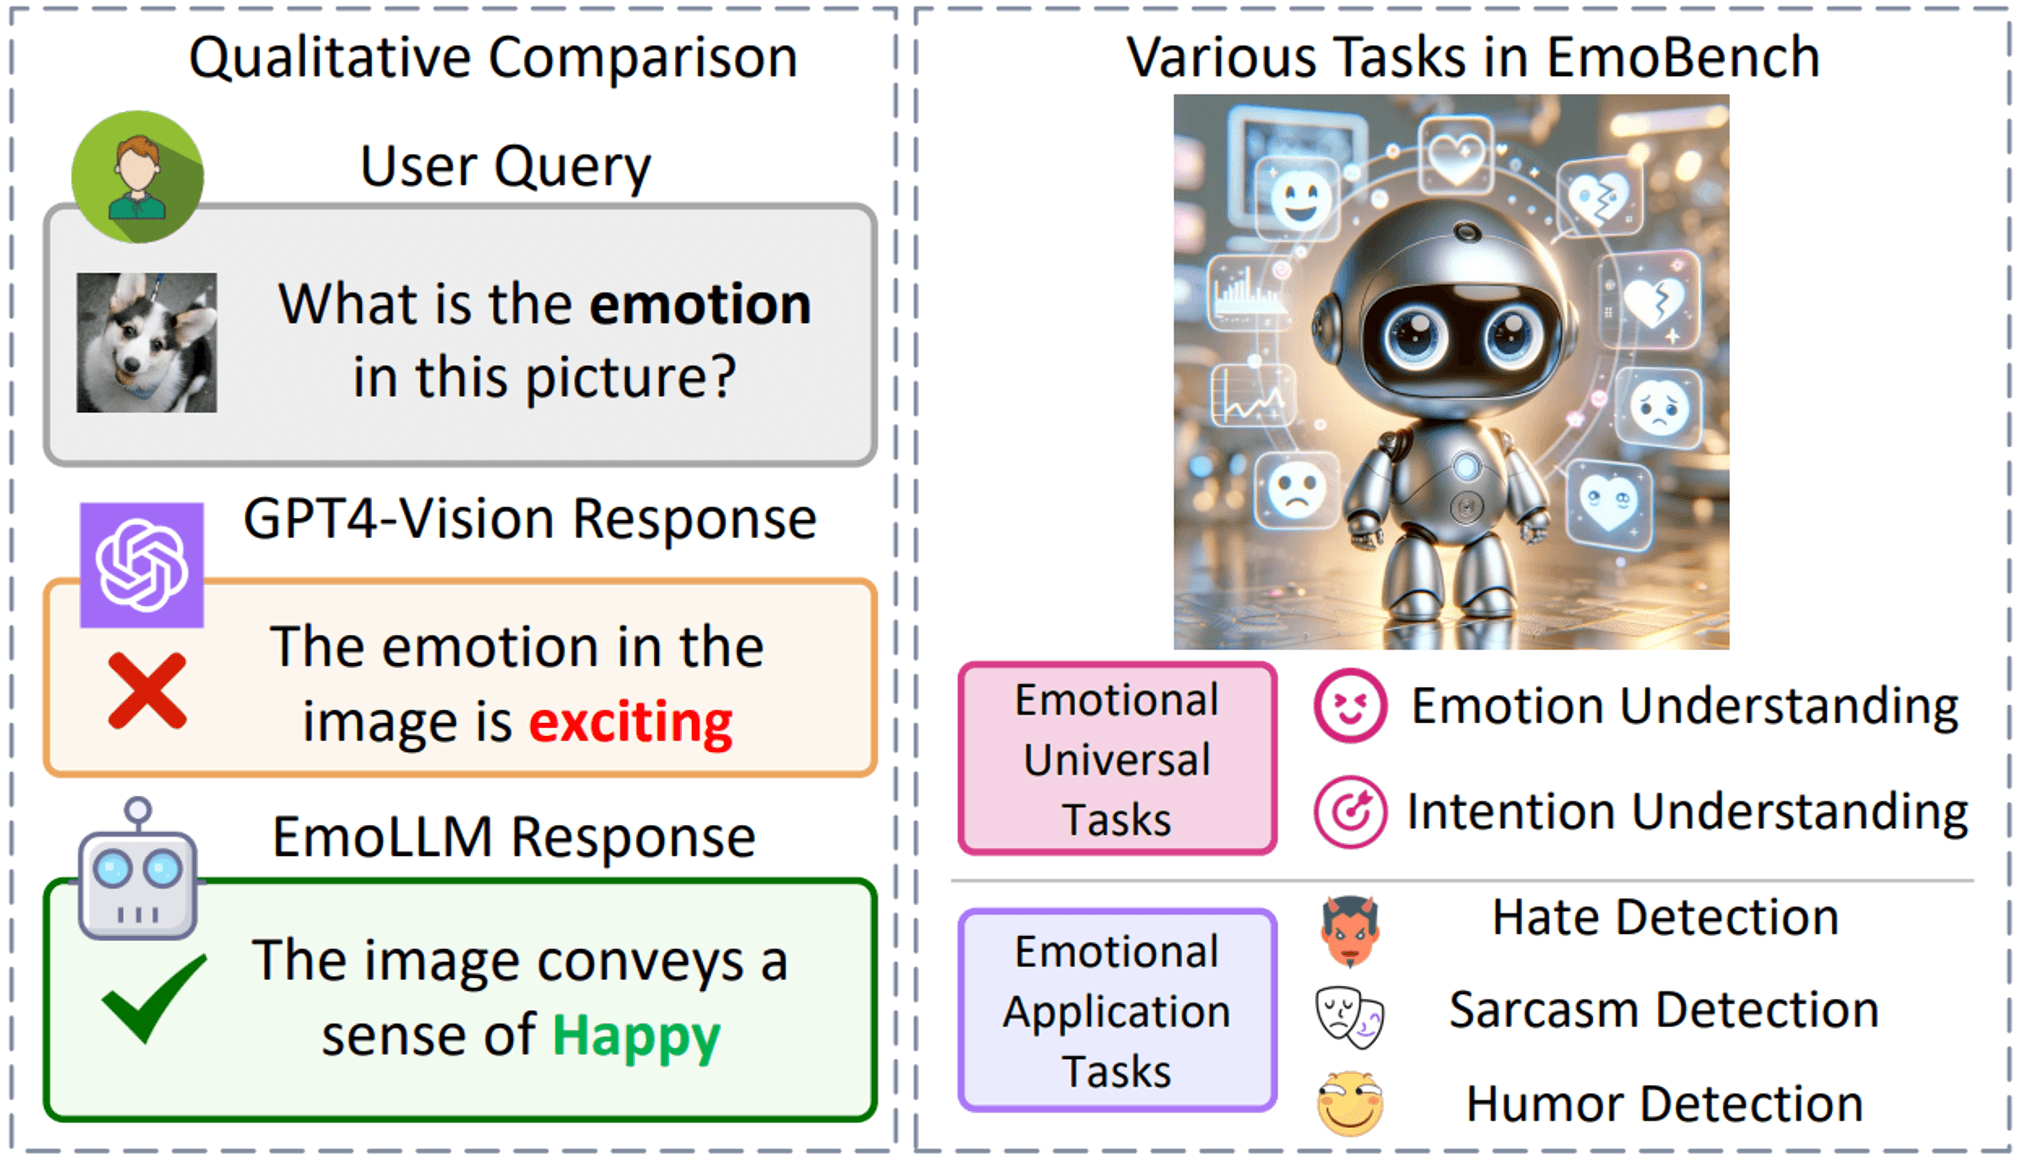 Qualitative Comparison
User Query
What is the emotion
in this picture?
GPT4-Vision Response
The emotion in the
image is exciting
EmoLLM Response
The image conveys a
sense of Happy
Various Tasks in EmoBench
Emotional
Universal
Tasks
Emotion Understanding
Intention Understanding
Emotional
Application
Tasks
Hate Detection
Sarcasm Detection
Humor Detection